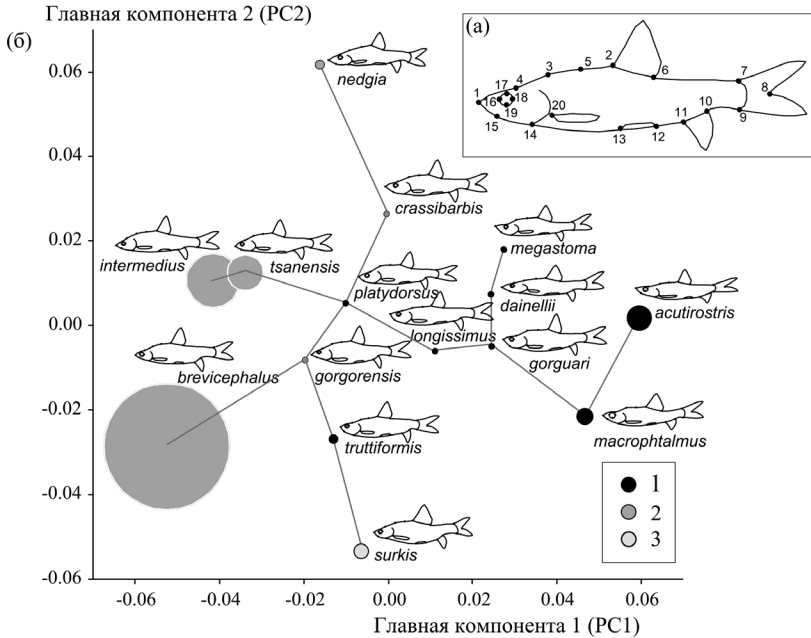 Главная компонента 2 (PC2)
(б)
(а)
1
2
3
4
5
6
7
8
9
10
11
12
13
14
15
16
17
18
19
20
0.06
0.04
0.02
0.00
-0.02
-0.04
-0.06
nedgia
crassibarbis
megastoma
intermedius
tsanensis
platydorsus
dainellii
acutirostris
longissimus
gorguari
brevicephalus
gorgorensis
truttiformis
macrophtalmus
surkis
1
2
3
-0.06 -0.04 -0.02 0.00 0.02 0.04 0.06
Главная компонента 1 (PC1)